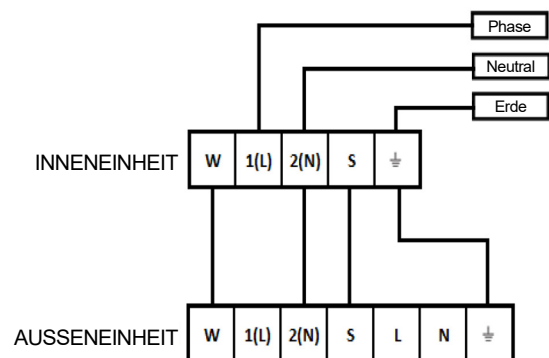 Phase
Neutral
Erde
INNENEINHEIT W 1(L) 2(N) S ⏚
AUSSENEINHEIT W 1(L) 2(N) S L N ⏚